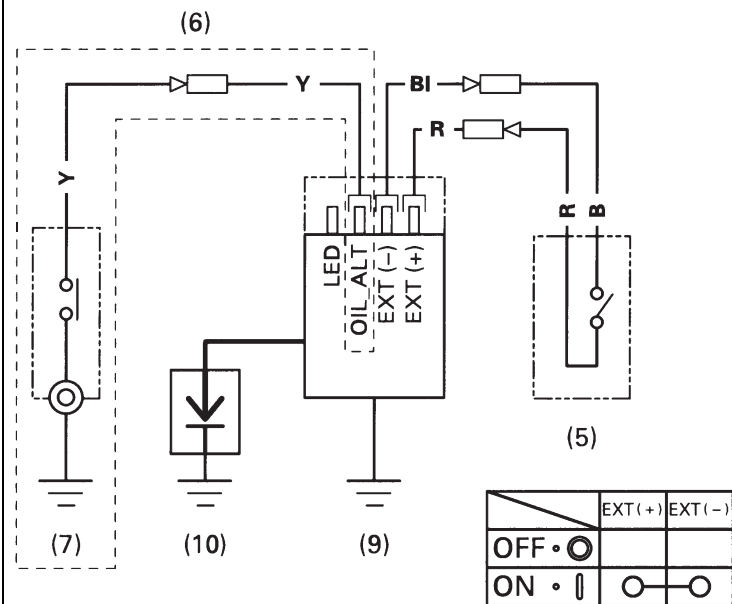 (6)
Y
Bl
R
Y
R
B
LED
OIL ALT
EXT (−)
EXT (+)
(5)
(7)
(10)
(9)
EXT(+) EXT(−)
OFF •
ON • I